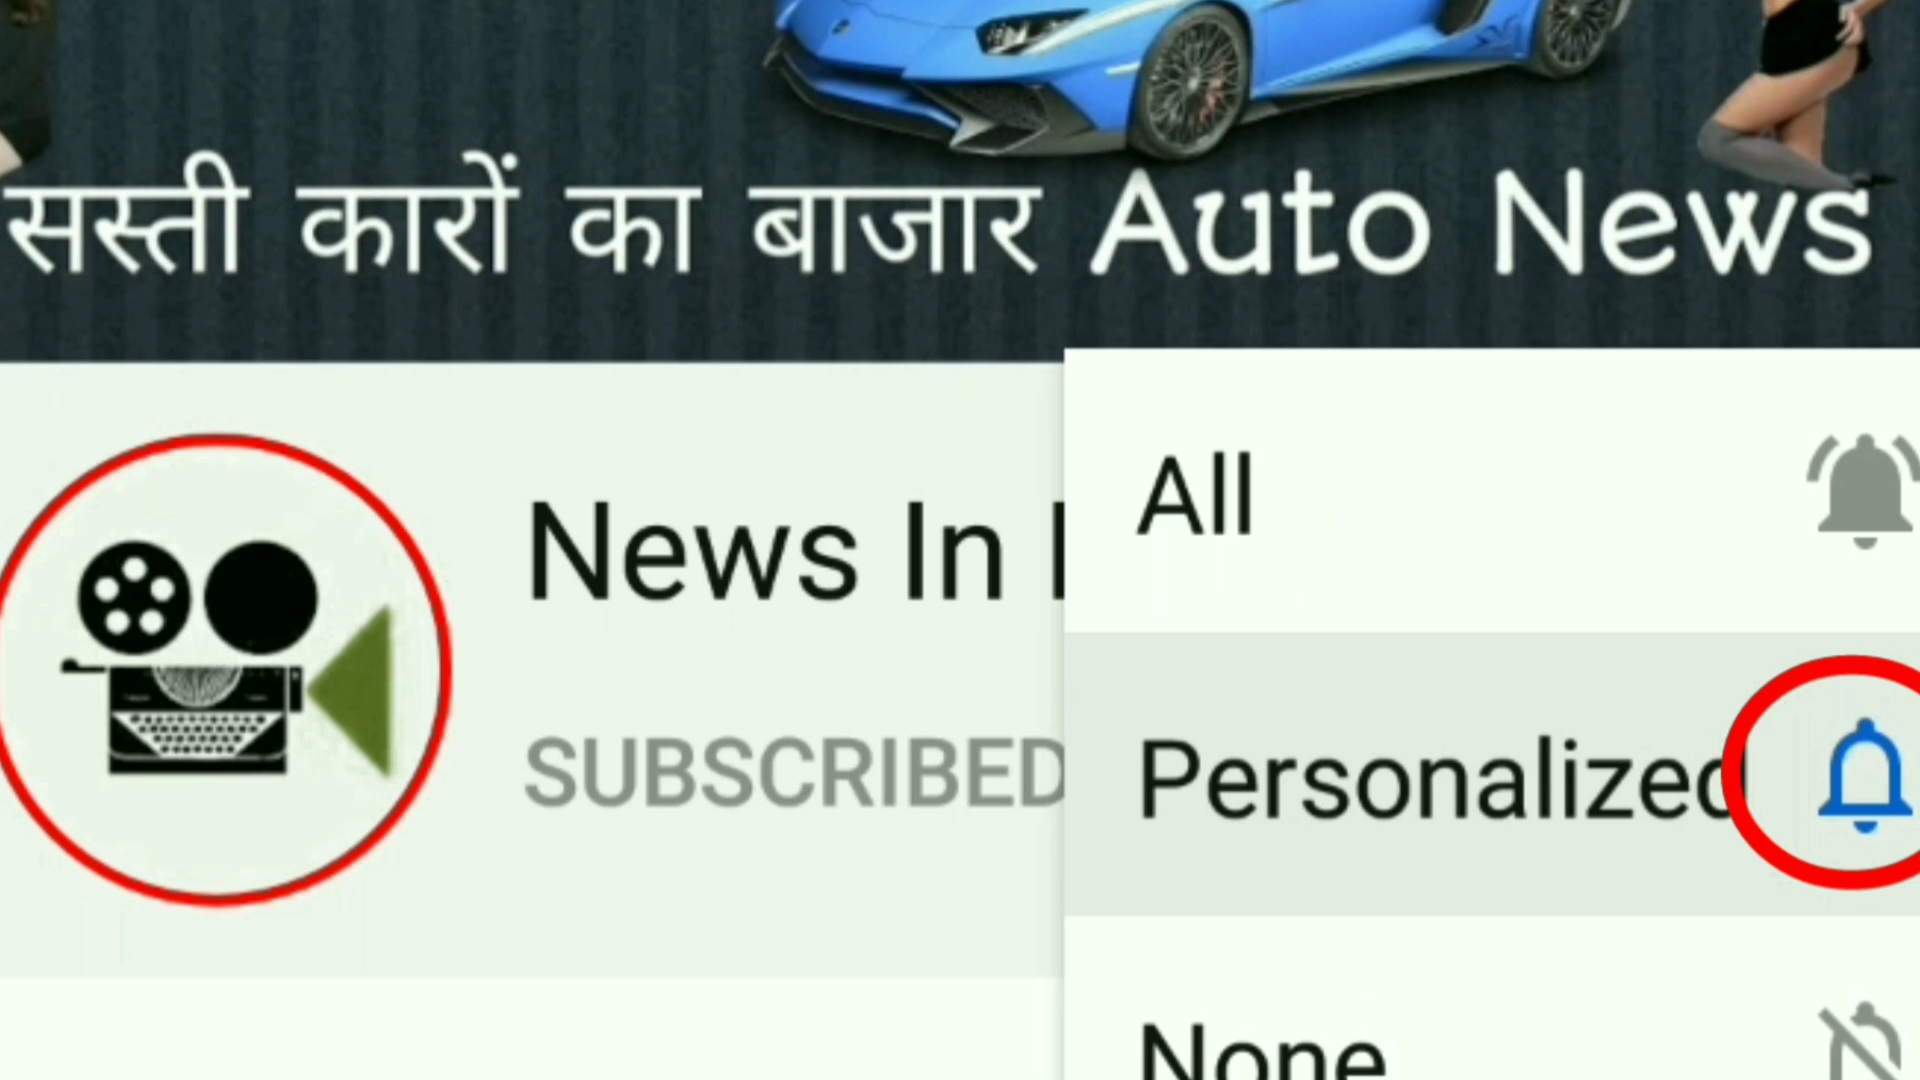 सस्ती कारों का बाजार Auto News
News In
SUBSCRIBED
All
Personalized
None